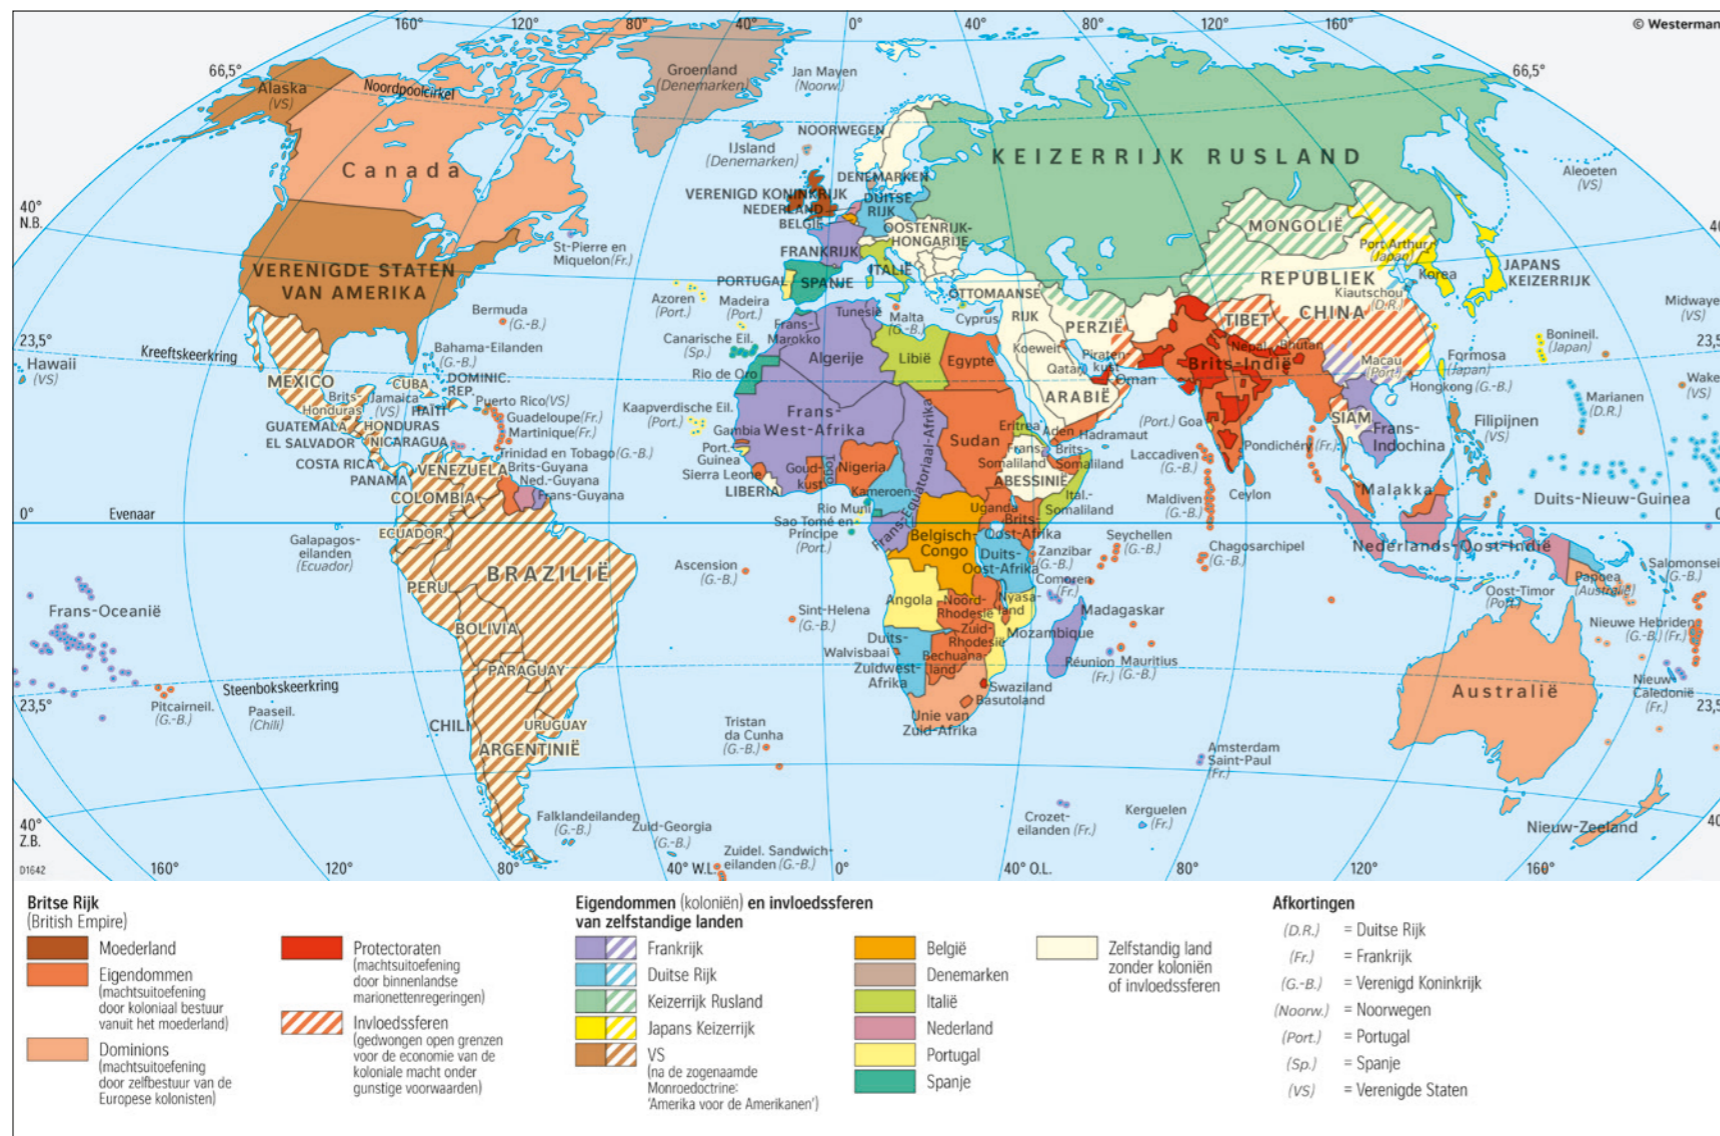 © Westerman
160°
120°
80°
40°
0°
40°
80°
120°
160°
66,5°
66,5°
Alaska
(VS)
Noordpoolcirkel
Groenland
(Denemarken)
Jan Mayen
(Noorw.)
Canada
IJsland
(Denemarken)
NOORWEGEN
DENEMARKEN
VERENIGD KONINKRIJK
NEDERLAND
BELGIË
DUITSE
RIJK
KEIZERRIJK RUSLAND
Aleoeten
(VS)
40°
N.B.
40
OOSTENRIJK-
HONGARIJE
FRANKRIJK
ITALIË
PORTUGAL
SPANJE
St-Pierre en
Miquelon (Fr.)
VERENIGDE STATEN
VAN AMERIKA
MONGOLIË
Port Arthur
(Japan)
REPUBLIEK
CHINA
Kiautschou
(D.R.)
Korea
JAPANS
KEIZERRIJK
Azoren
(Port.)
Madeira
(Port.)
Bermuda
(G.-B.)
Tunesië
Malta
(G.-B.)
OTTOMAANSE
RIJK
Cyprus
PERZIË
TIBET
Midwaye
(VS)
23,5°
23,5
Kreeftskeerkring
Hawaii
(VS)
Bahama-Eilanden
(G.-B.)
Canarische Eil.
(Sp.)
Frans-
Marokko
Algerije
Libië
Egypte
Koeweit
Qatar
Piraten-
kust
Oman
Nepal
Bhutan
Brits-Indië
Macau
(Port.)
Formosa
(Japan)
Hongkong (G.-B.)
Bonineil.
(Japan)
Wake
(VS)
MEXICO
CUBA
DOMINIC.
REP.
Brits-
Honduras
Jamaica
(VS)
HAÏTI
Puerto Rico(VS)
Rio de Oro
ARABIË
GUATEMALA
HONDURAS
Guadeloupe(Fr.)
EL SALVADOR
NICARAGUA
Martinique(Fr.)
Kaapverdische Eil.
(Port.)
Frans-
West-Afrika
Gambia
Port.
Guinea
Sudan
Eritrea
Aden
Hadramaut
(Port.) Goa
Pondichéry (Fr.)
SIAM
Frans-
Indochina
Filipijnen
(VS)
Marianen
(D.R.)
COSTA RICA
PANAMA
Trinidad en Tobago (G.-B.)
VENEZUELA
Brits-Guyana
Ned.-Guyana
Frans-Guyana
COLOMBIA
Sierra Leone
LIBERIA
Goud-
kust
Togo
Nigeria
Kameroen
Frans-Equatoriaal-Afrika
Frans-
Somaliland
Brits-
Somaliland
ABESSINIË
Ital.-
Somaliland
Laccadiven
(G.-B.)
Maldiven
(G.-B.)
Ceylon
Malakka
Duits-Nieuw-Guinea
0°
Evenaar
0
Galapagos-
eilanden
(Ecuador)
ECUADOR
Rio Muni
Sao Tomé en
Príncipe
(Port.)
Uganda
Brits-
Oost-Afrika
Belgisch-
Congo
Duits-
Oost-Afrika
Zanzibar
(G.-B.)
Seychellen
(G.-B.)
Chagosarchipel
(G.-B.)
Nederlands-Oost-Indië
Papoea
(Australië)
Salomonsei
(G.-B.)
Oost-Timor
(Port.)
BRAZILIË
PERU
Frans-Oceanië
Ascension
(G.-B.)
Sint-Helena
(G.-B.)
Angola
Noord-
Rhodesië
Nyasa-
land
Comoren
(Fr.)
Madagaskar
Mozambique
Zuid-
Rhodesië
Nieuwe Hebriden
(G.-B.) (Fr.)
BOLIVIA
PARAGUAY
Duits-
Zuidwest-
Afrika
Walvisbaai
Bechuana-
land
Réunion
(Fr.)
Mauritius
(G.-B.)
Australië
Nieuw-
Caledonië
(Fr.)
Steenbokskeerkring
23,5°
23,5
Pitcairneil.
(G.-B.)
Paaseil.
(Chili)
CHILI
URUGUAY
ARGENTINIË
Swaziland
Basutoland
Unie van
Zuid-Afrika
Tristan
da Cunha
(G.-B.)
Amsterdam
Saint-Paul
(Fr.)
Falklandeilanden
(G.-B.)
Zuid-Georgia
(G.-B.)
Zuidel. Sandwich-
eilanden (G.-B.)
Crozet-
eilanden (Fr.)
Kerguelen
(Fr.)
Nieuw-Zeeland
40°
Z.B.
40
D1642
160°
120°
80°
40° W.L.
0°
40 O.L.
80°
120°
160°
Britse Rijk
(British Empire)
Moederland
Eigendommen
(machtsuitoefening
door koloniaal bestuur
vanuit het moederland)
Dominions
(machtsuitoefening
door zelfbestuur van de
Europese kolonisten)
Protectoraten
(machtsuitoefening
door binnenlandse
marionettenregeringen)
Invloedssferen
(gedwongen open grenzen
voor de economie van de
koloniale macht onder
gunstige voorwaarden)
Eigendommen (koloniën) en invloedssferen
van zelfstandige landen
Frankrijk
Duitse Rijk
Keizerrijk Rusland
Japans Keizerrijk
VS
(na de zogenaamde
Monroedoctrine:
'Amerika voor de Amerikanen')
België
Denemarken
Italië
Nederland
Portugal
Spanje
Zelfstandig land
zonder koloniën
of invloedssferen
Afkortingen
(D.R.) = Duitse Rijk
(Fr.) = Frankrijk
(G.-B.) = Verenigd Koninkrijk
(Noorw.) = Noorwegen
(Port.) = Portugal
(Sp.) = Spanje
(VS) = Verenigde Staten